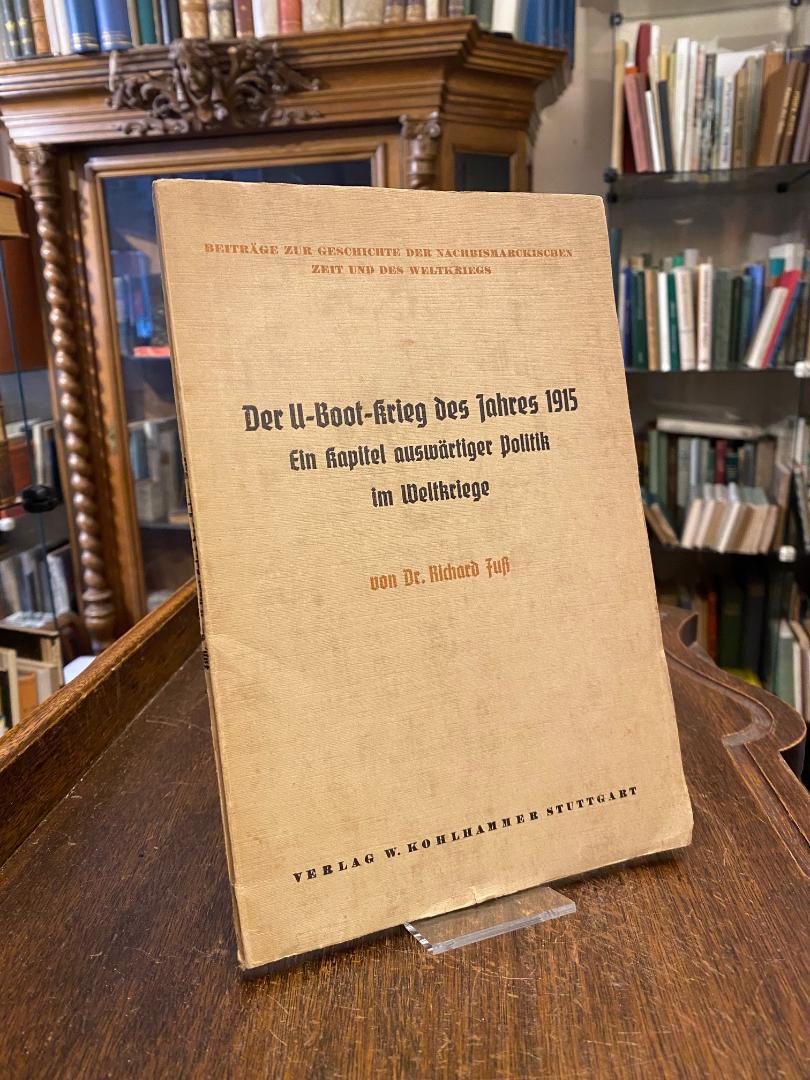 BEITRÄGE ZUR GESCHICHTE DER NACHBISMARCKISCHEN
ZEIT UND DES WELTKRIEGS
Der U-Boot-Krieg des Jahres 1915
Ein Kapitel auswärtiger Politik
im Weltkriege
von Dr. Richard Fuß
VERLAG W. KOHLHAMMER STUTTGART